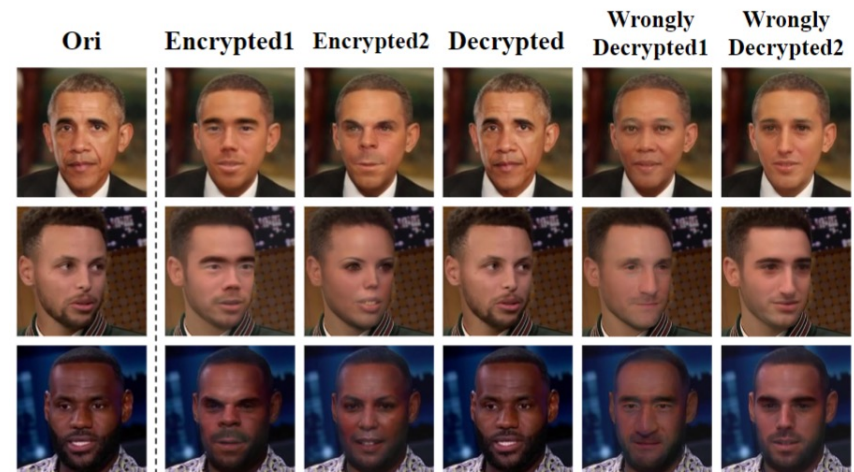 Ori
Encrypted1
Encrypted2
Decrypted
Wrongly
Decrypted1
Wrongly
Decrypted2